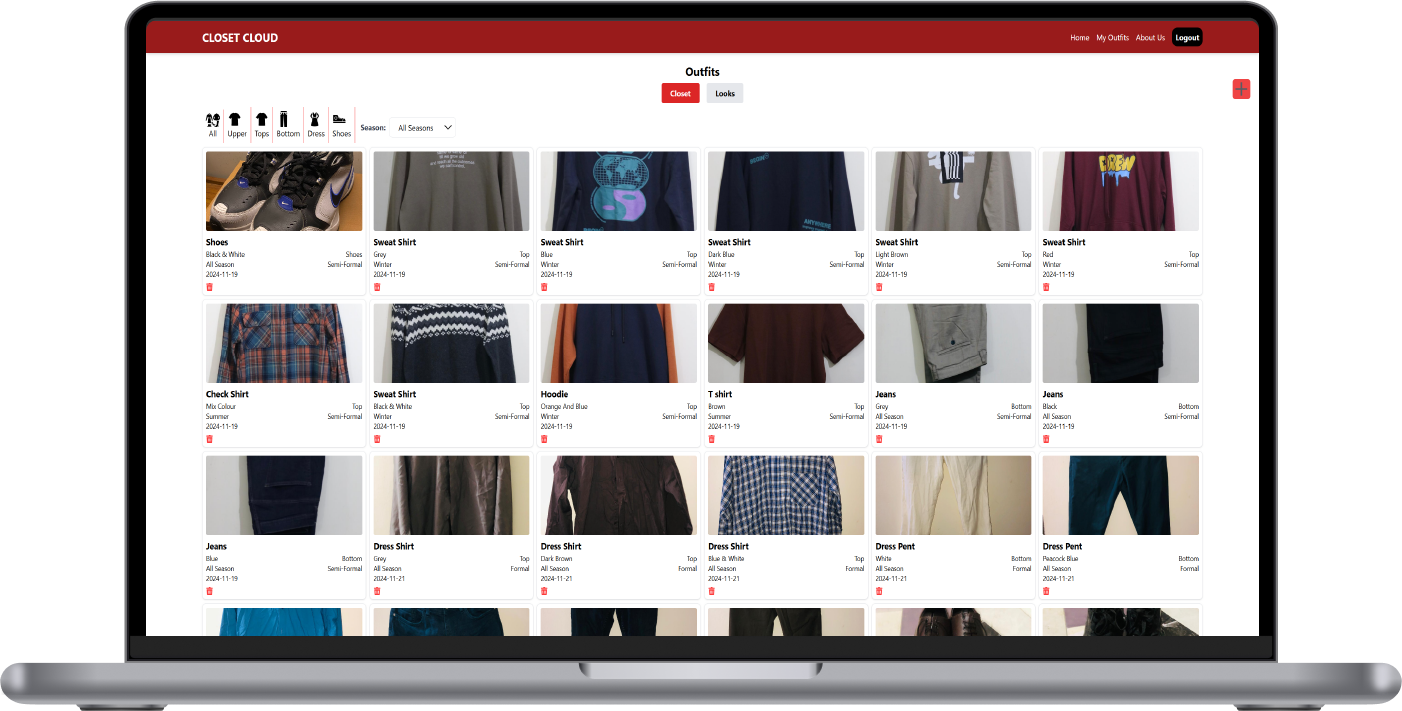 CLOSET CLOUD
Home My Outfits About Us Logout
Outfits
Closet Looks
All Upper Tops Bottom Dress Shoes Season: All Seasons
DREW
ANYWHERE
Shoes
Black & White Shoes
All Season Semi-Formal
2024-11-19
Sweat Shirt
Grey Top
Winter Semi-Formal
2024-11-19
Sweat Shirt
Blue Top
Winter Semi-Formal
2024-11-19
Sweat Shirt
Dark Blue Top
Winter Semi-Formal
2024-11-19
Sweat Shirt
Light Brown Top
Winter Semi-Formal
2024-11-19
Sweat Shirt
Red Top
Winter Semi-Formal
2024-11-19
Check Shirt
Mix Colour Top
Summer Semi-Formal
2024-11-19
Sweat Shirt
Black & White Top
Winter Semi-Formal
2024-11-19
Hoodie
Orange And Blue Top
Winter Semi-Formal
2024-11-19
T shirt
Brown Top
Summer Semi-Formal
2024-11-19
Jeans
Grey Bottom
All Season Semi-Formal
2024-11-19
Jeans
Black Bottom
All Season Semi-Formal
2024-11-19
Jeans
Blue Bottom
All Season Semi-Formal
2024-11-19
Dress Shirt
Grey Top
All Season Formal
2024-11-21
Dress Shirt
Dark Brown Top
All Season Formal
2024-11-21
Dress Shirt
Blue & White Top
All Season Formal
2024-11-21
Dress Pent
White Bottom
All Season Formal
2024-11-21
Dress Pent
Peacock Blue Bottom
All Season Formal
2024-11-21